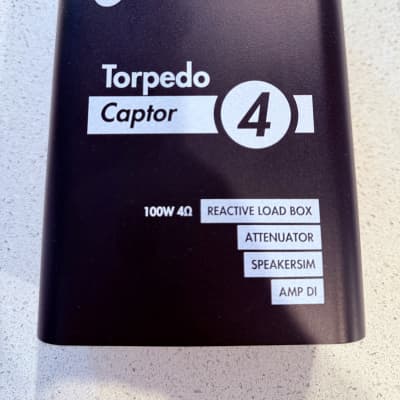 Torpedo
Captor 4
100W 4Ω REACTIVE LOAD BOX
ATTENUATOR
SPEAKERSIM
AMP DI